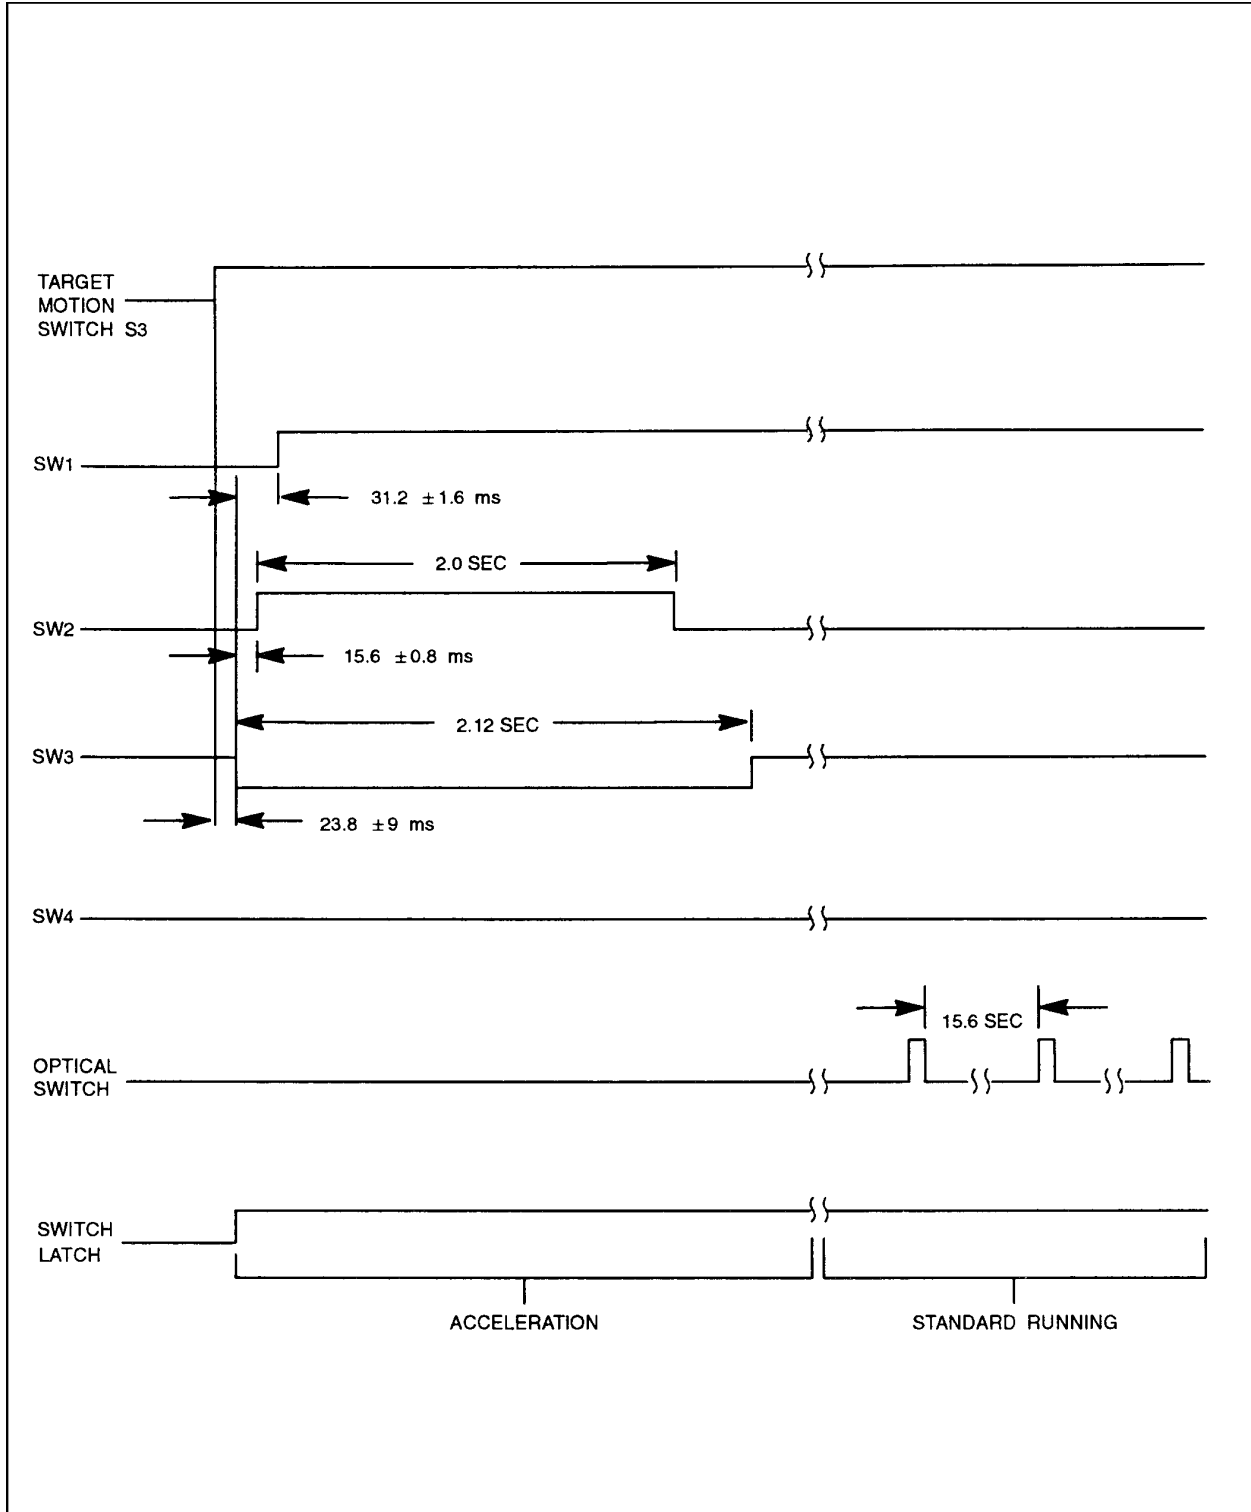 TARGET
MOTION
SWITCH S3
SW1
31.2 ±1.6 ms
2.0 SEC
SW2
15.6 ±0.8 ms
2.12 SEC
SW3
23.8 ±9 ms
SW4
15.6 SEC
OPTICAL
SWITCH
SWITCH
LATCH
ACCELERATION
STANDARD RUNNING